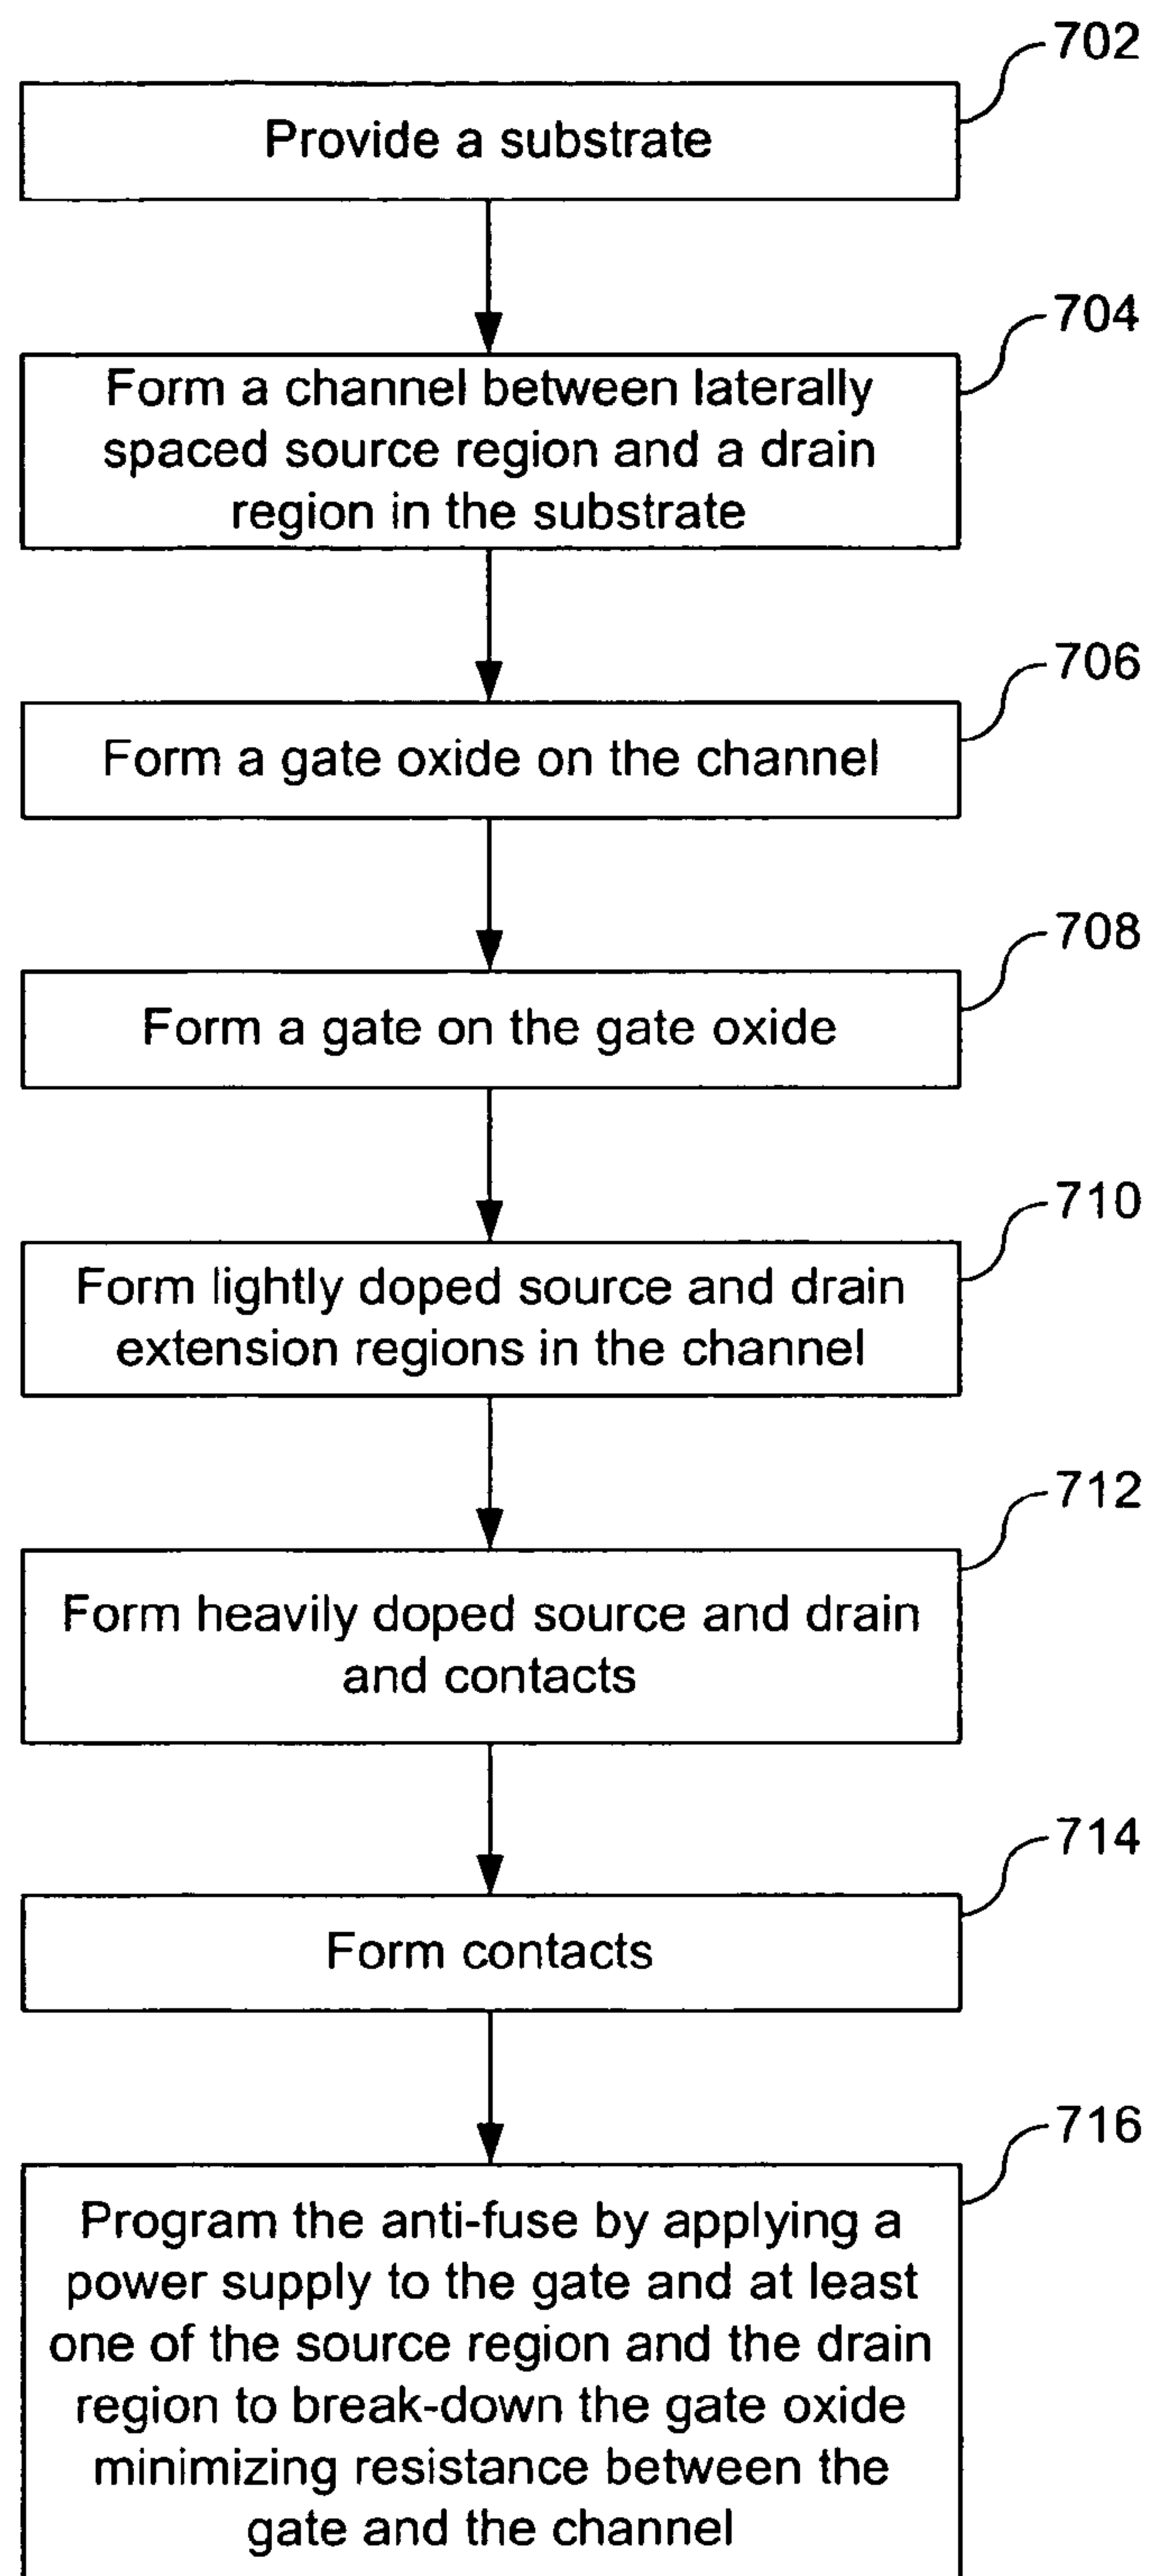 702
Provide a substrate
704
Form a channel between laterally
spaced source region and a drain
region in the substrate
706
Form a gate oxide on the channel
708
Form a gate on the gate oxide
710
Form lightly doped source and drain
extension regions in the channel
712
Form heavily doped source and drain
and contacts
714
Form contacts
716
Program the anti-fuse by applying a
power supply to the gate and at least
one of the source region and the drain
region to break-down the gate oxide
minimizing resistance between the
gate and the channel